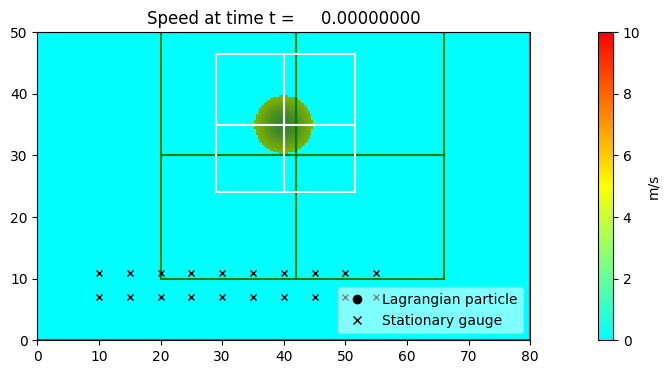 Speed at time t = 0.00000000
50
40
30
20
10
0
0 10 20 30 40 50 60 70 80
Lagrangian particle
Stationary gauge
10
8
6
4
2
0
m/s